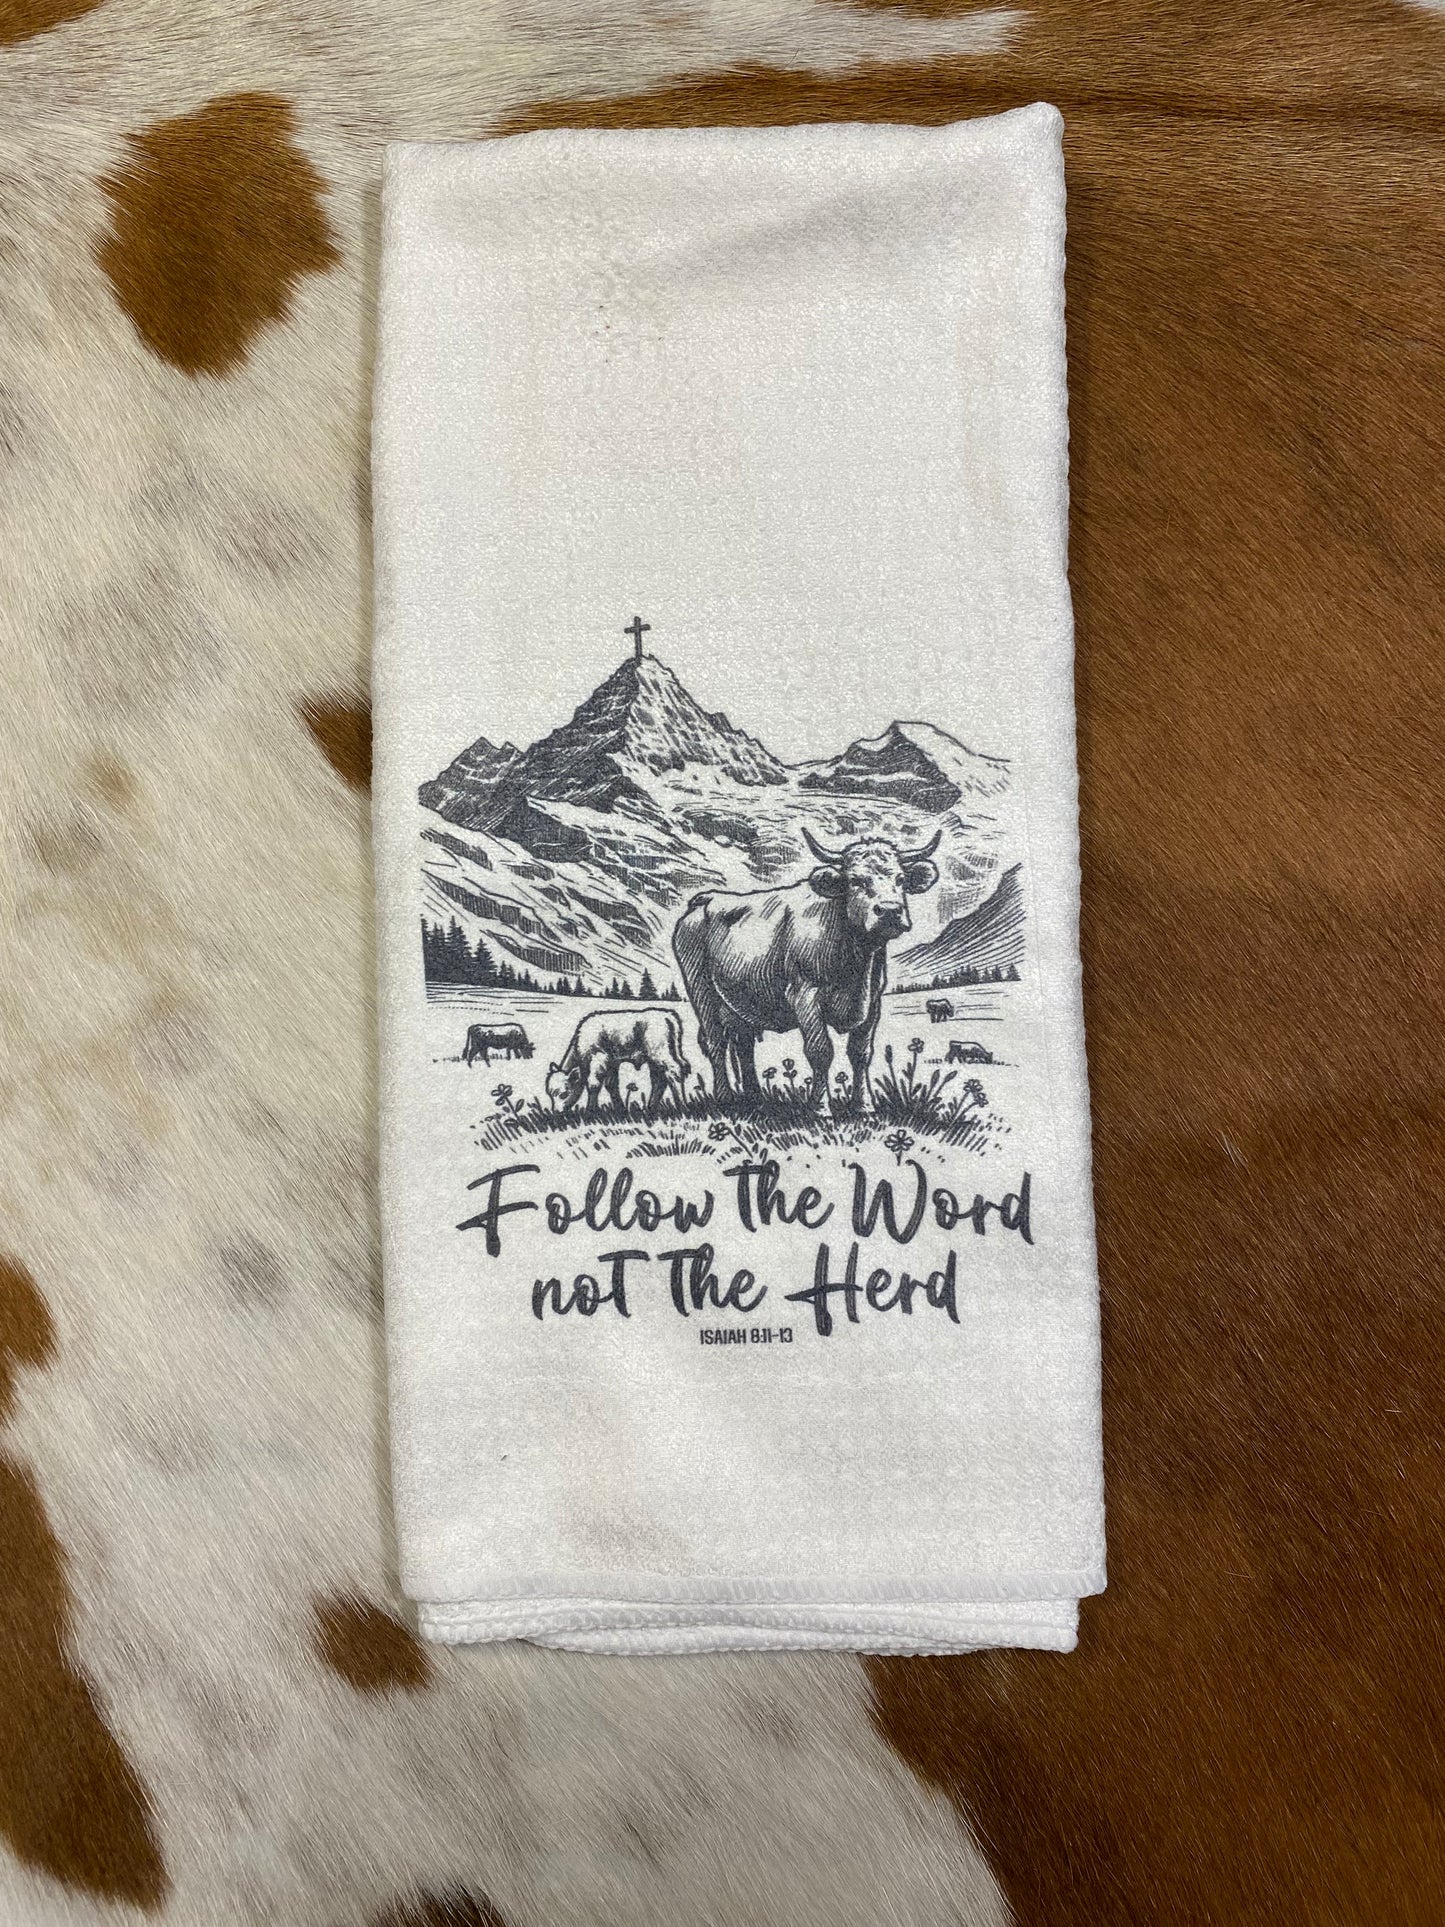 Follow the Word
not the Herd
ISAIAH 8:11-13